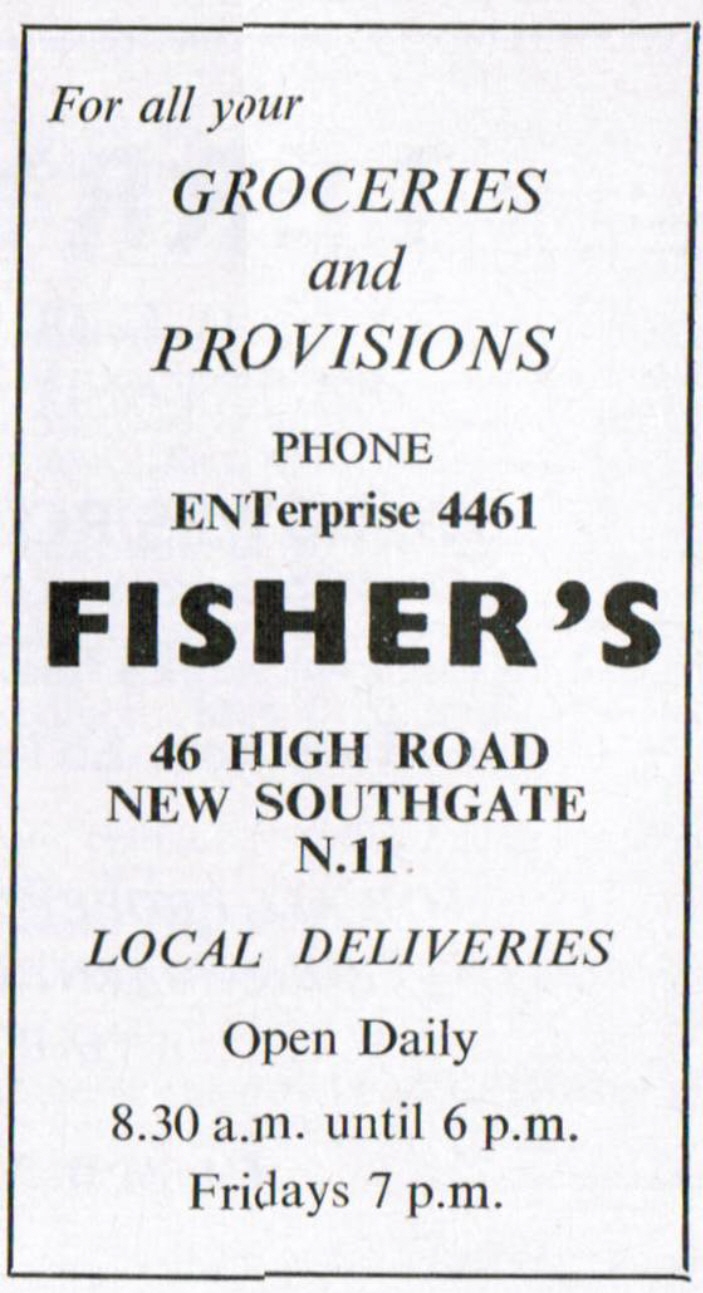 For all your
GROCERIES
and
PROVISIONS
PHONE
ENTerprise 4461
FISHER'S
46 HIGH ROAD
NEW SOUTHGATE
N.11
LOCAL DELIVERIES
Open Daily
8.30 a.m. until 6 p.m.
Fridays 7 p.m.